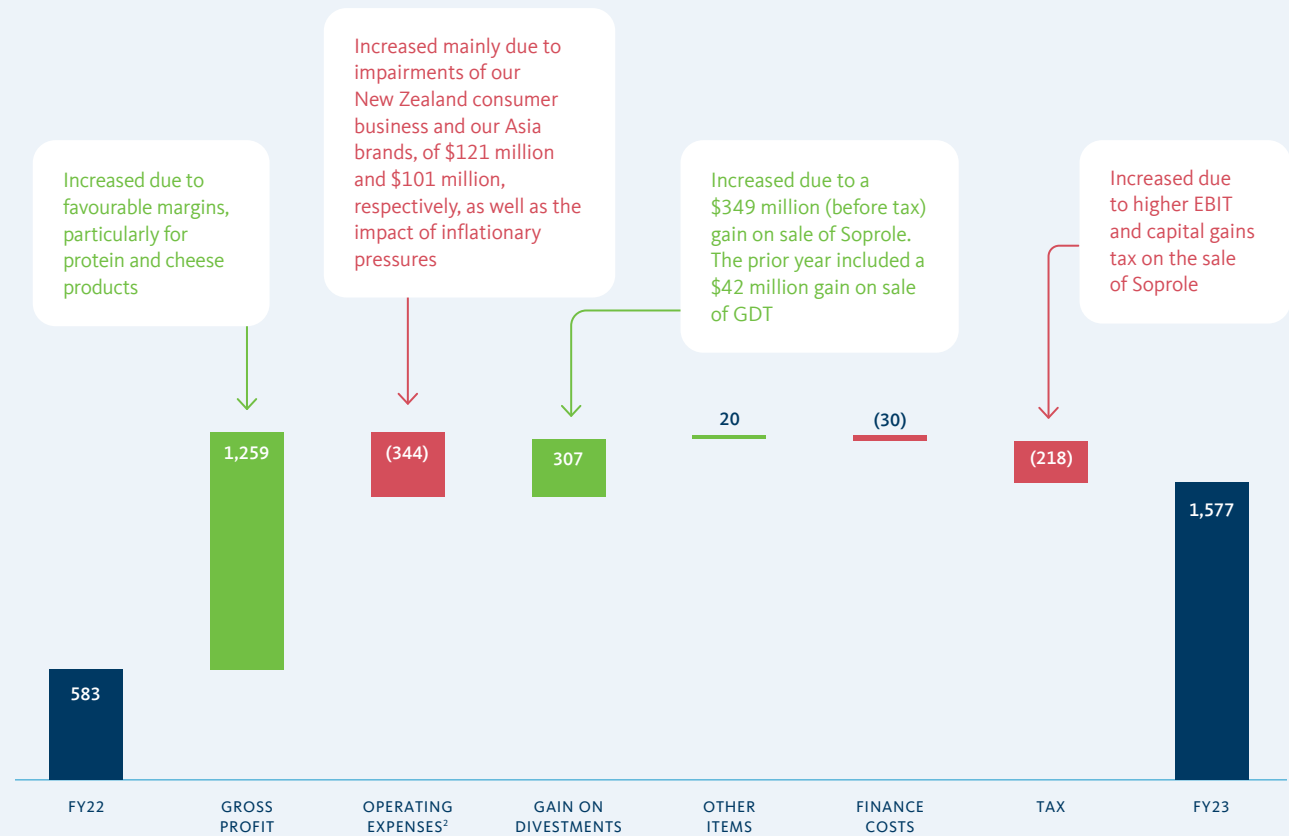 Increased mainly due to
impairments of our
New Zealand consumer
business and our Asia
brands, of $121 million
and $101 million,
respectively, as well as the
impact of inflationary
pressures
Increased due to
favourable margins,
particularly for
protein and cheese
products
Increased due to a
$349 million (before tax)
gain on sale of Soprole.
The prior year included a
$42 million gain on sale
of GDT
Increased due
to higher EBIT
and capital gains
tax on the sale
of Soprole
583
1,259
(344)
307
20
(30)
(218)
1,577
FY22
GROSS
PROFIT
OPERATING
EXPENSES²
GAIN ON
DIVESTMENTS
OTHER
ITEMS
FINANCE
COSTS
TAX
FY23